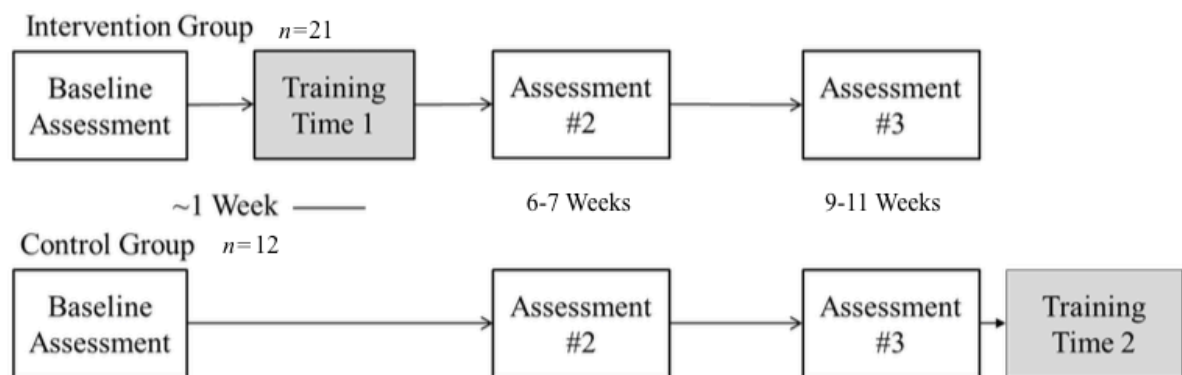 Intervention Group n=21
Baseline
Assessment
Training
Time 1
Assessment
#2
Assessment
#3
~1 Week
6-7 Weeks
9-11 Weeks
Control Group n=12
Baseline
Assessment
Assessment
#2
Assessment
#3
Training
Time 2